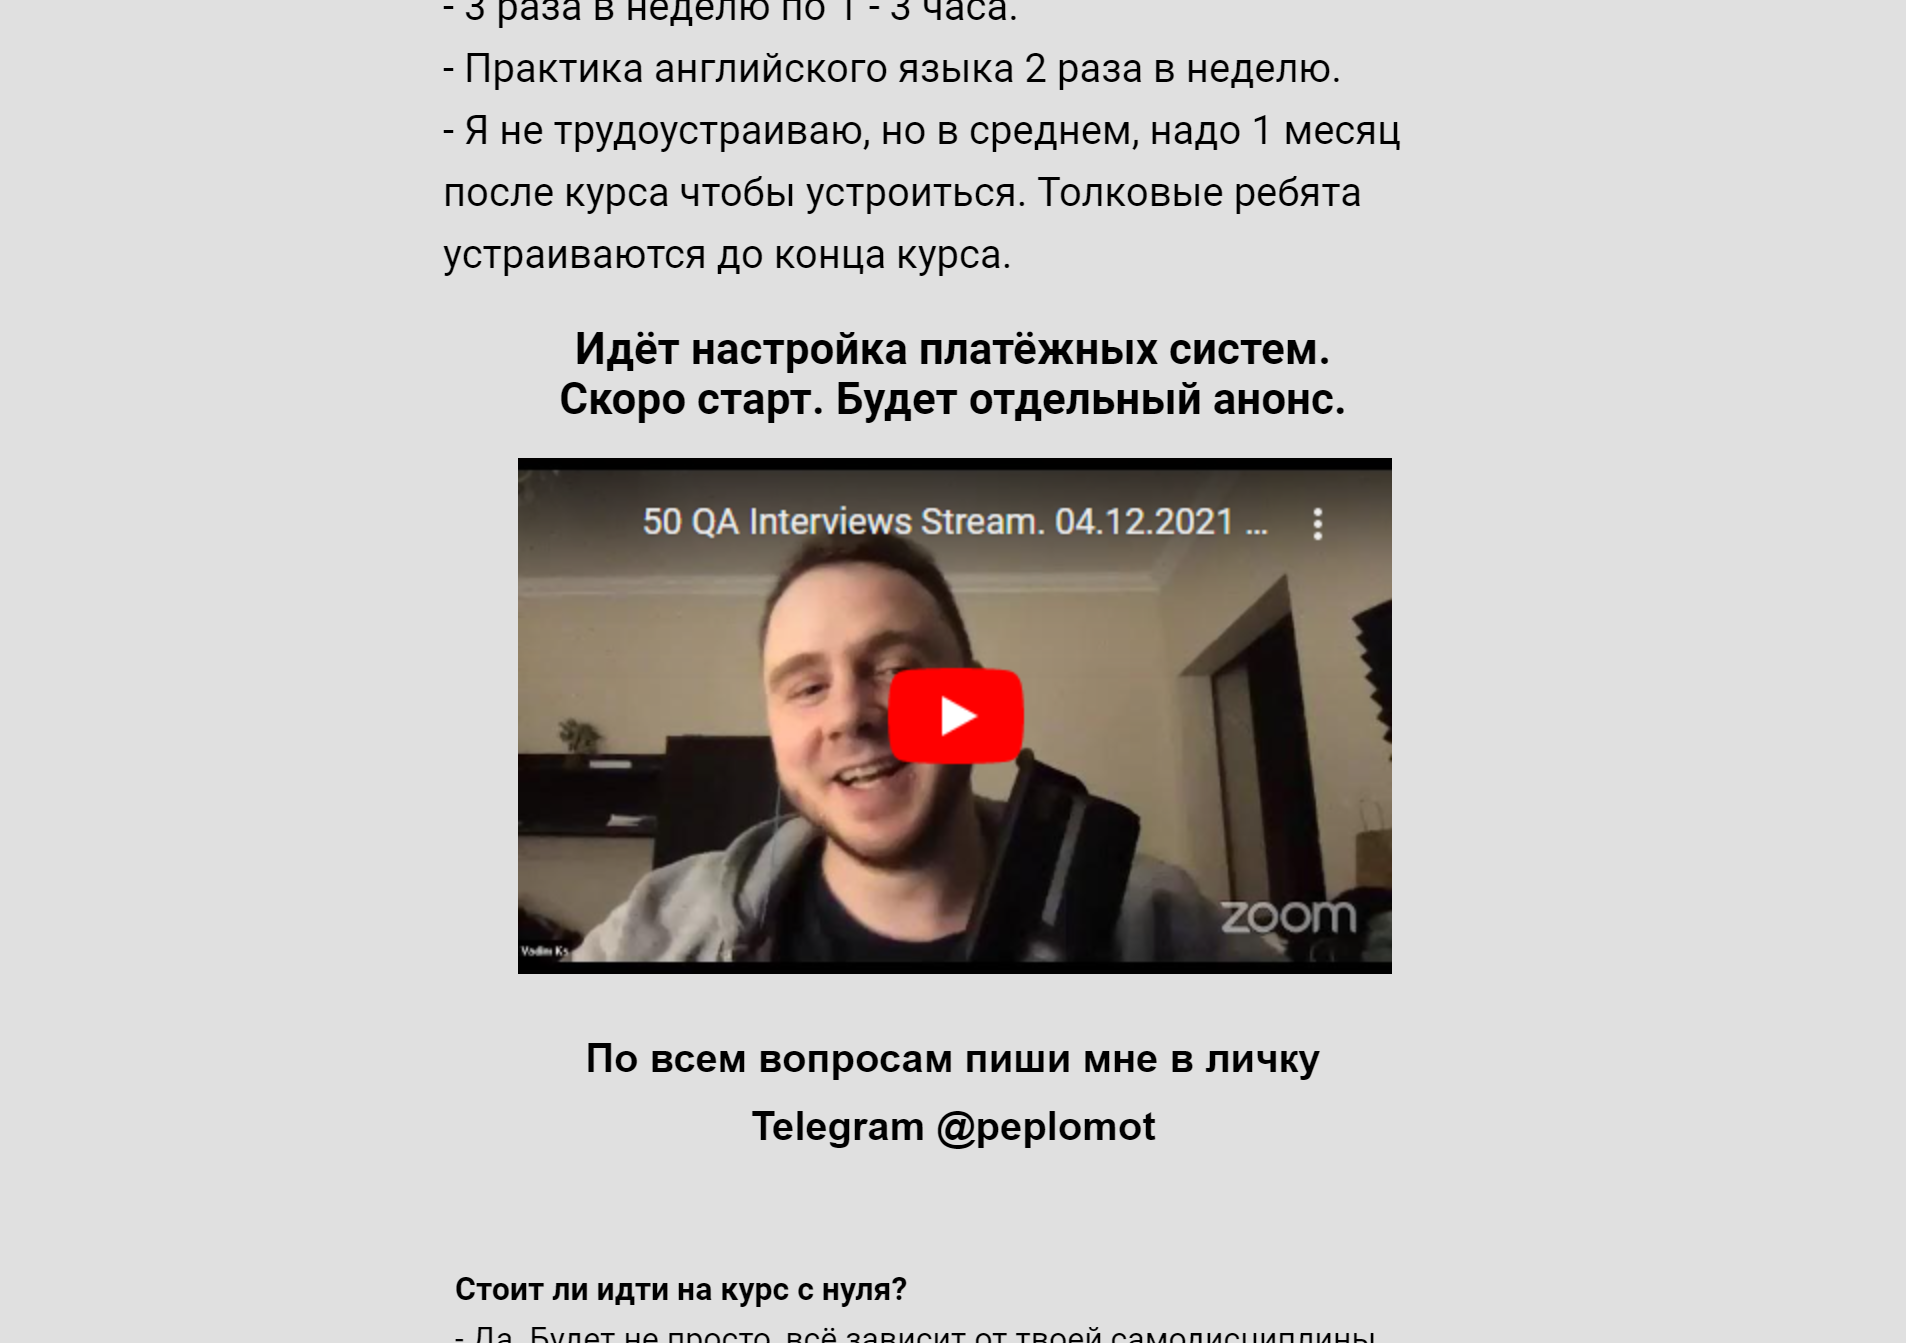 - 3 раза в неделю по 1 - 3 часа.
- Практика английского языка 2 раза в неделю.
- Я не трудоустраиваю, но в среднем, надо 1 месяц
после курса чтобы устроиться. Толковые ребята
устраиваются до конца курса.
Идёт настройка платёжных систем.
Скоро старт. Будет отдельный анонс.
50 QA Interviews Stream. 04.12.2021 ...
zoom
Vadim Ks
По всем вопросам пиши мне в личку
Telegram @peplomot
Стоит ли идти на курс с нуля?
- Да. Будет не просто, всё зависит от твоей самодисциплины